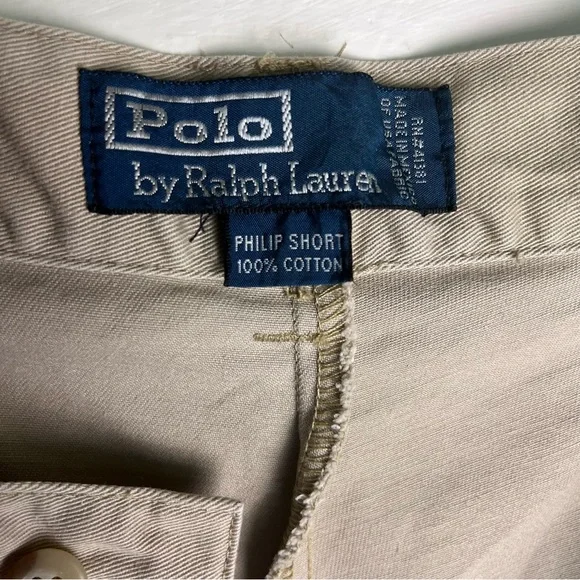 Polo
by Ralph Lauren
RN#41381
MADE IN MEXICO
OF USA FABRIC
PHILIP SHORT
100% COTTON